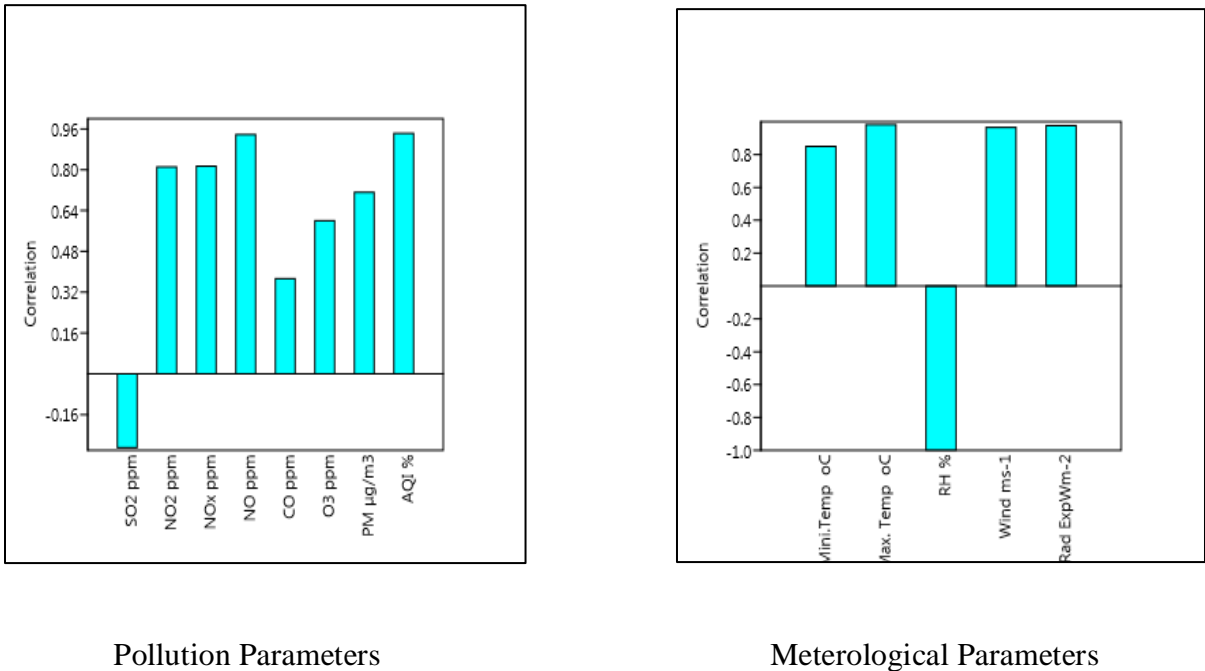 Correlation
0.96
0.80
0.64
0.48
0.32
0.16
-0.16
SO2 ppm
NO2 ppm
NOx ppm
NO ppm
CO ppm
O3 ppm
PM µg/m3
AQI %
Correlation
0.8
0.6
0.4
0.2
-0.2
-0.4
-0.6
-0.8
-1.0
Mini.Temp oC
Max. Temp oC
RH %
Wind ms-1
Rad ExpWm-2
Pollution Parameters
Meterological Parameters